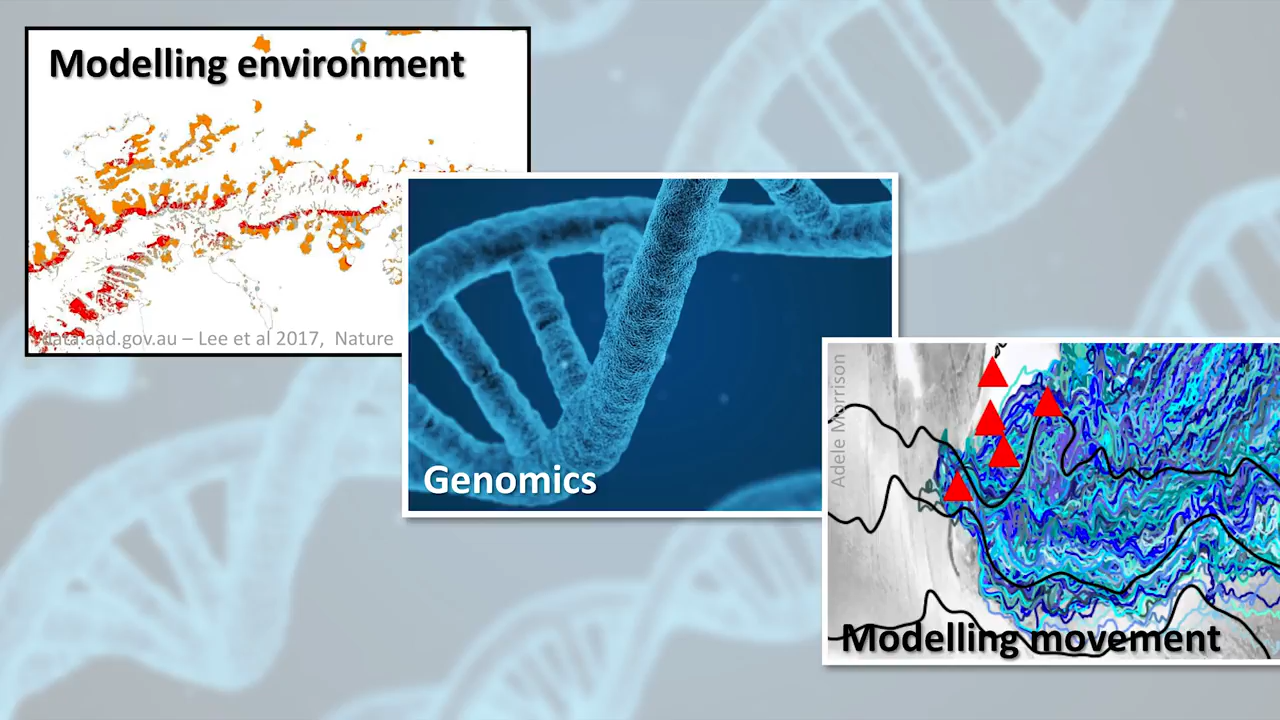 Modelling environment
data.aad.gov.au – Lee et al 2017, Nature
Genomics
Adele Morrison
Modelling movement